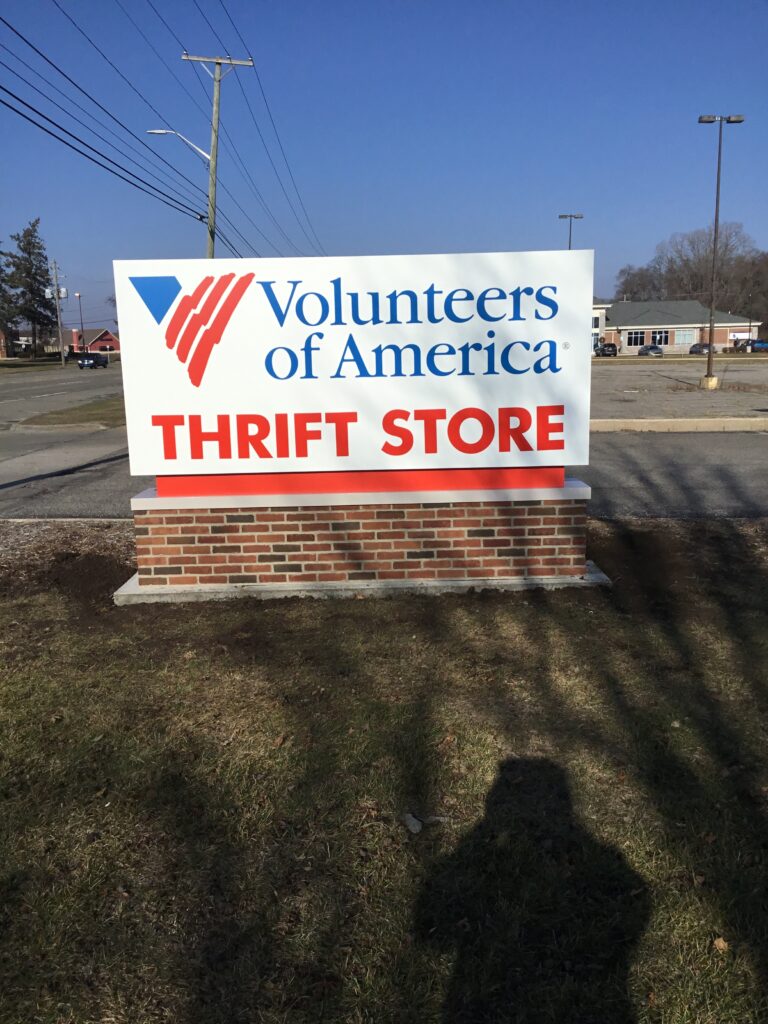 Volunteers
of America®
THRIFT STORE